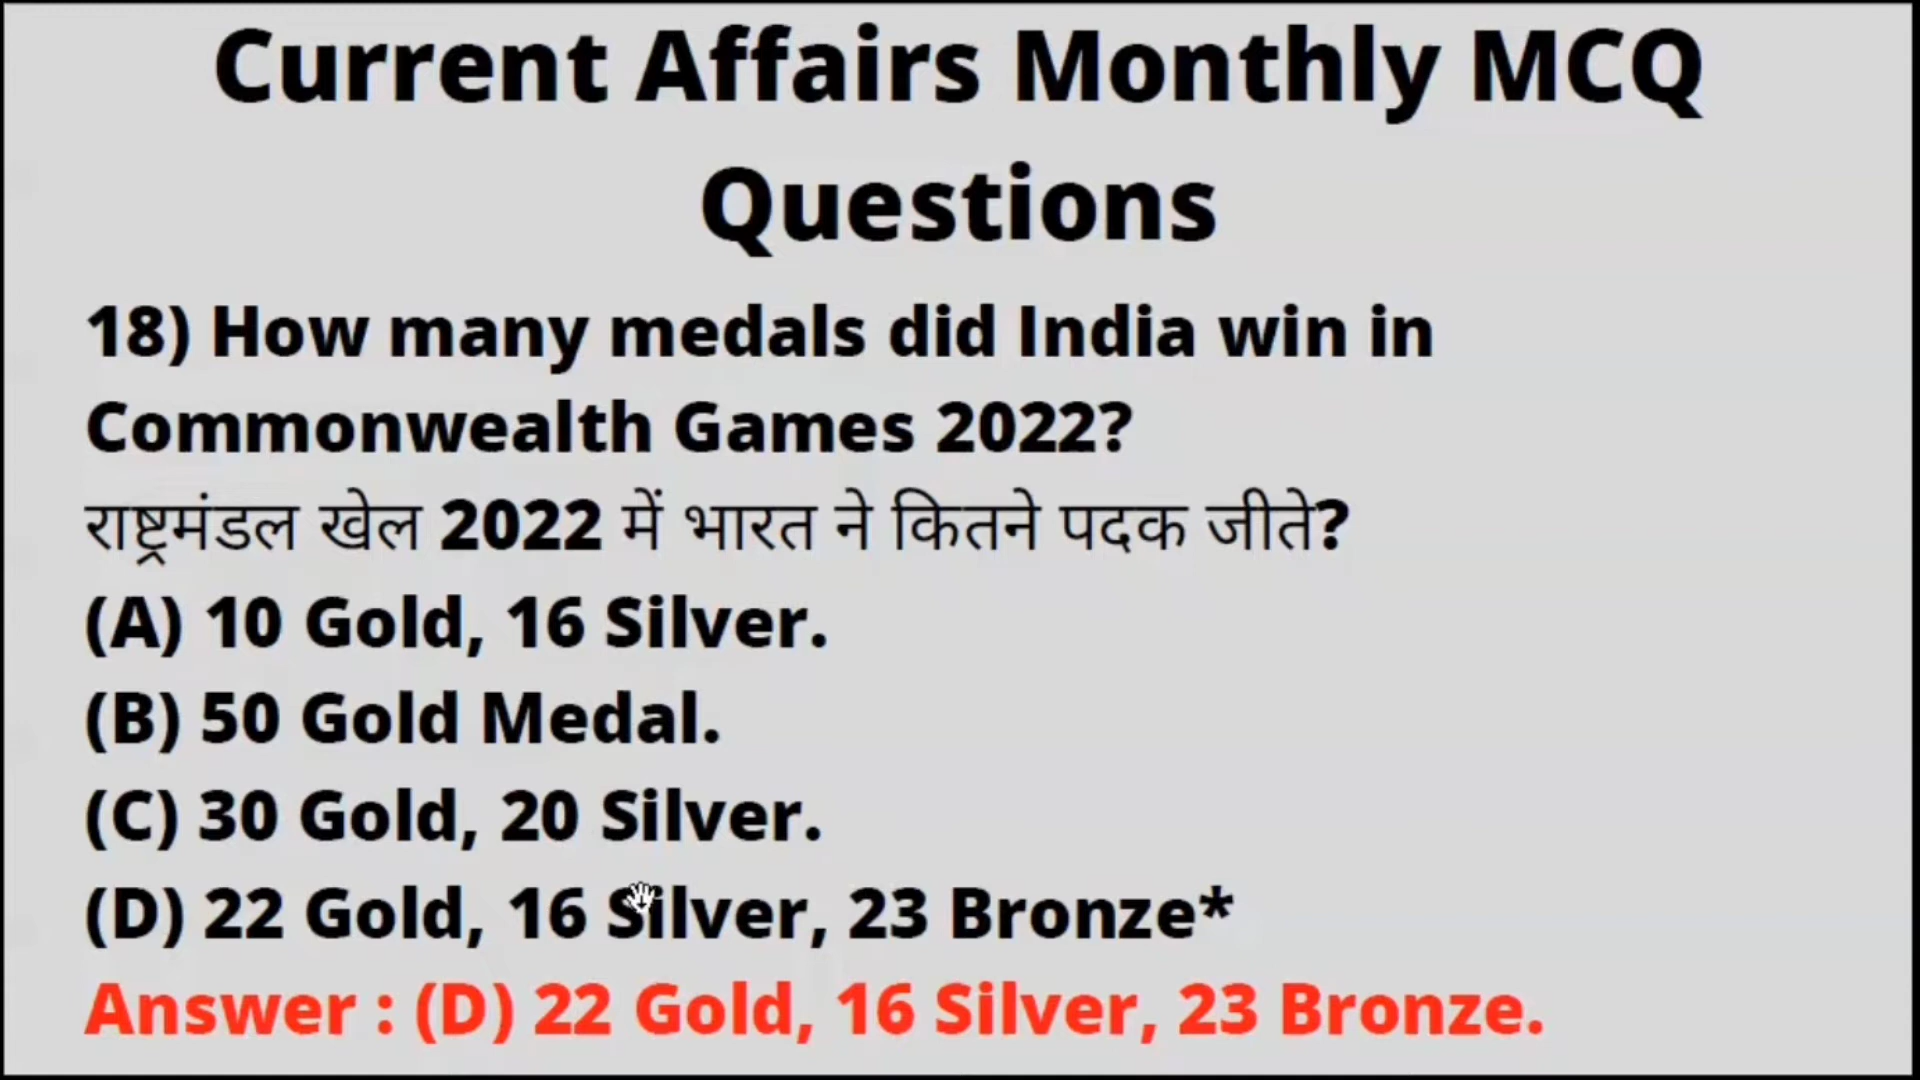 Current Affairs Monthly MCQ
Questions
18) How many medals did India win in
Commonwealth Games 2022?
राष्ट्रमंडल खेल 2022 में भारत ने कितने पदक जीते?
(A) 10 Gold, 16 Silver.
(B) 50 Gold Medal.
(C) 30 Gold, 20 Silver.
(D) 22 Gold, 16 Silver, 23 Bronze*
Answer : (D) 22 Gold, 16 Silver, 23 Bronze.